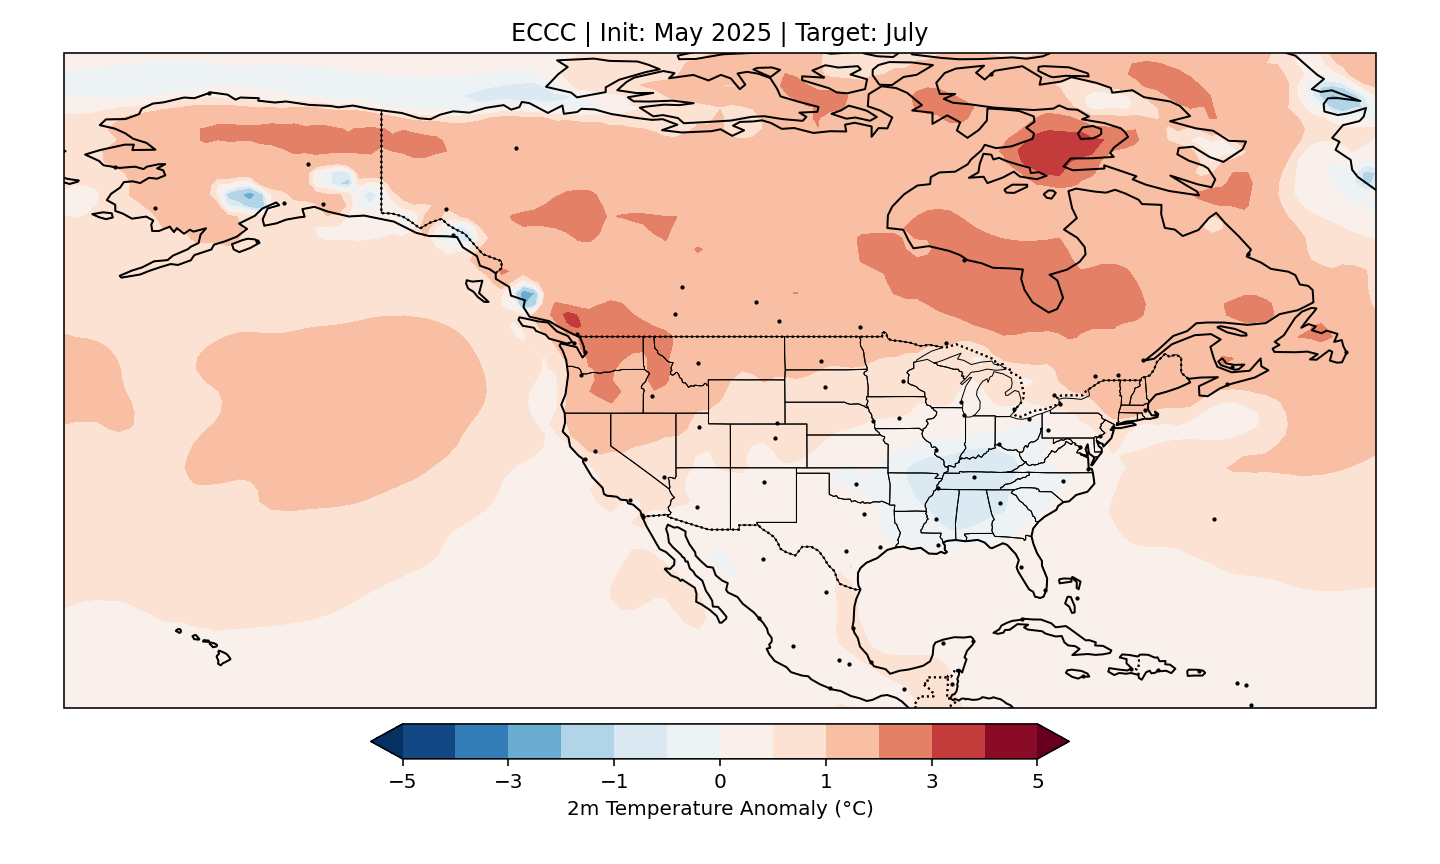 ECCC | Init: May 2025 | Target: July
−5 −3 −1 0 1 3 5
2m Temperature Anomaly (°C)